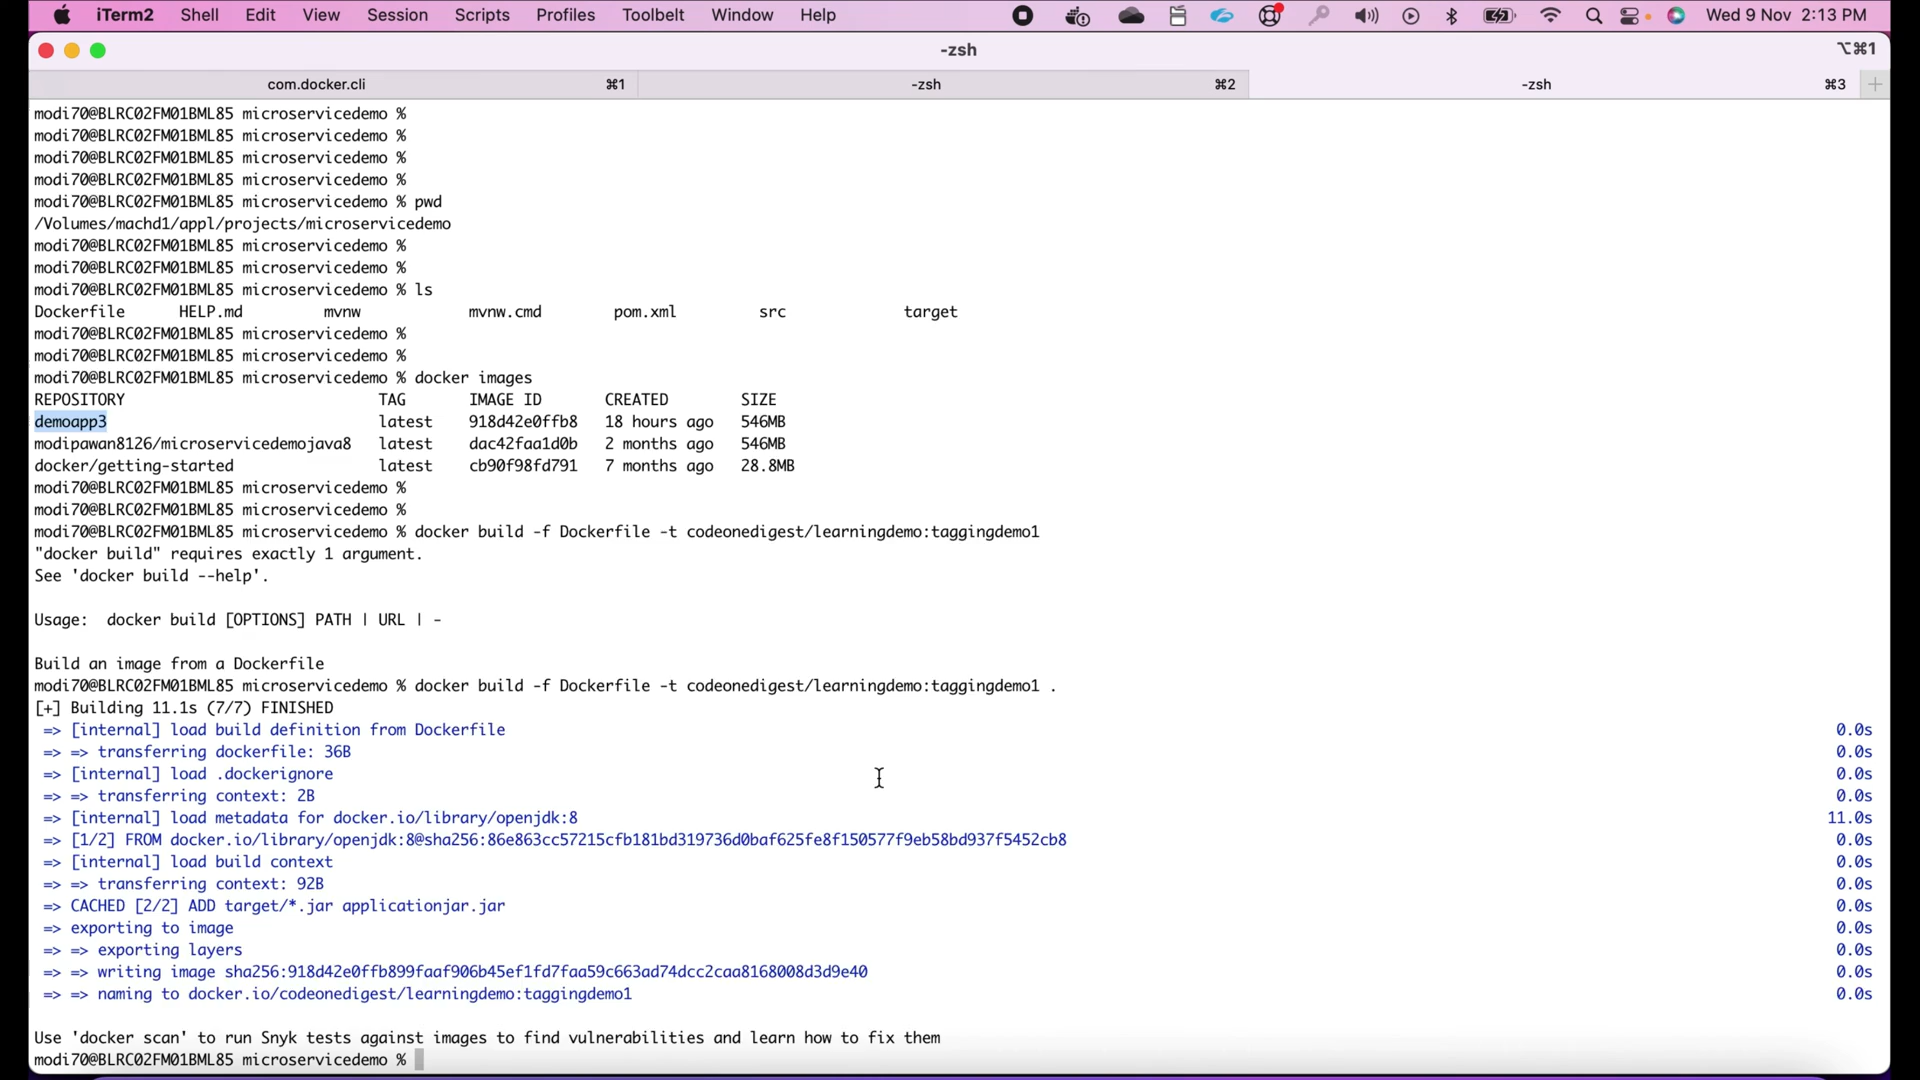 iTerm2 Shell Edit View Session Scripts Profiles Toolbelt Window Help Wed 9 Nov 2:13 PM
-zsh ⌥⌘1
com.docker.cli ⌘1 -zsh ⌘2 -zsh ⌘3 +
modi70@BLRC02FM01BML85 microservicedemo %
modi70@BLRC02FM01BML85 microservicedemo %
modi70@BLRC02FM01BML85 microservicedemo %
modi70@BLRC02FM01BML85 microservicedemo %
modi70@BLRC02FM01BML85 microservicedemo % pwd
/Volumes/machd1/appl/projects/microservicedemo
modi70@BLRC02FM01BML85 microservicedemo %
modi70@BLRC02FM01BML85 microservicedemo %
modi70@BLRC02FM01BML85 microservicedemo % ls
Dockerfile HELP.md mvnw mvnw.cmd pom.xml src target
modi70@BLRC02FM01BML85 microservicedemo %
modi70@BLRC02FM01BML85 microservicedemo %
modi70@BLRC02FM01BML85 microservicedemo % docker images
REPOSITORY TAG IMAGE ID CREATED SIZE
demoapp3 latest 918d42e0ffb8 18 hours ago 546MB
modipawan8126/microservicedemojava8 latest dac42faa1d0b 2 months ago 546MB
docker/getting-started latest cb90f98fd791 7 months ago 28.8MB
modi70@BLRC02FM01BML85 microservicedemo %
modi70@BLRC02FM01BML85 microservicedemo %
modi70@BLRC02FM01BML85 microservicedemo % docker build -f Dockerfile -t codeonedigest/learningdemo:taggingdemo1
"docker build" requires exactly 1 argument.
See 'docker build --help'.
Usage:  docker build [OPTIONS] PATH | URL | -
Build an image from a Dockerfile
modi70@BLRC02FM01BML85 microservicedemo % docker build -f Dockerfile -t codeonedigest/learningdemo:taggingdemo1 .
[+] Building 11.1s (7/7) FINISHED
=> [internal] load build definition from Dockerfile 0.0s
=> => transferring dockerfile: 36B 0.0s
=> [internal] load .dockerignore 0.0s
=> => transferring context: 2B 0.0s
=> [internal] load metadata for docker.io/library/openjdk:8 11.0s
=> [1/2] FROM docker.io/library/openjdk:8@sha256:86e863cc57215cfb181bd319736d0baf625fe8f150577f9eb58bd937f5452cb8 0.0s
=> [internal] load build context 0.0s
=> => transferring context: 92B 0.0s
=> CACHED [2/2] ADD target/*.jar applicationjar.jar 0.0s
=> exporting to image 0.0s
=> => exporting layers 0.0s
=> => writing image sha256:918d42e0ffb899faaf906b45ef1fd7faa59c663ad74dcc2caa8168008d3d9e40 0.0s
=> => naming to docker.io/codeonedigest/learningdemo:taggingdemo1 0.0s
Use 'docker scan' to run Snyk tests against images to find vulnerabilities and learn how to fix them
modi70@BLRC02FM01BML85 microservicedemo %